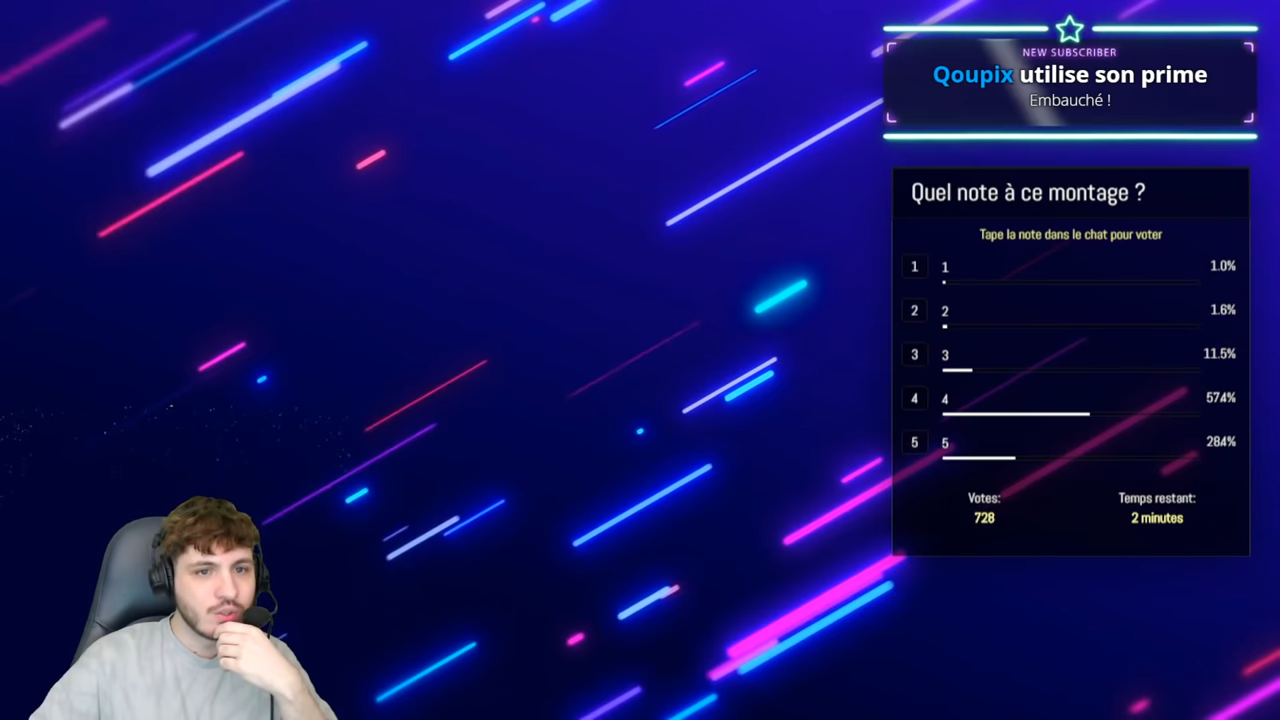 NEW SUBSCRIBER
Qoupix utilise son prime
Embauché !
Quel note à ce montage ?
Tape la note dans le chat pour voter
1 1 1.0%
2 2 1.6%
3 3 11.5%
4 4 57.4%
5 5 28.4%
Votes: Temps restant:
728 2 minutes